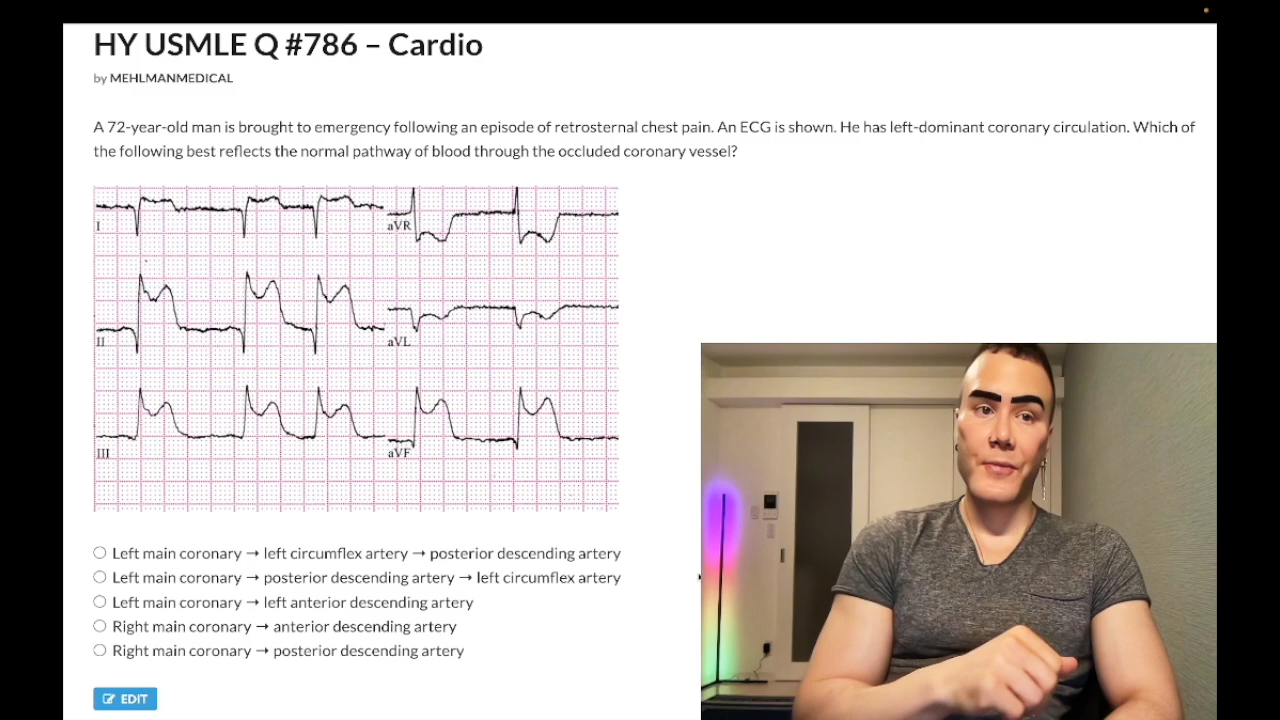 HY USMLE Q #786 – Cardio
by MEHLMANMEDICAL
A 72-year-old man is brought to emergency following an episode of retrosternal chest pain. An ECG is shown. He has left-dominant coronary circulation. Which of
the following best reflects the normal pathway of blood through the occluded coronary vessel?
I
aVR
II
aVL
III
aVF
Left main coronary → left circumflex artery → posterior descending artery
Left main coronary → posterior descending artery → left circumflex artery
Left main coronary → left anterior descending artery
Right main coronary → anterior descending artery
Right main coronary → posterior descending artery
EDIT